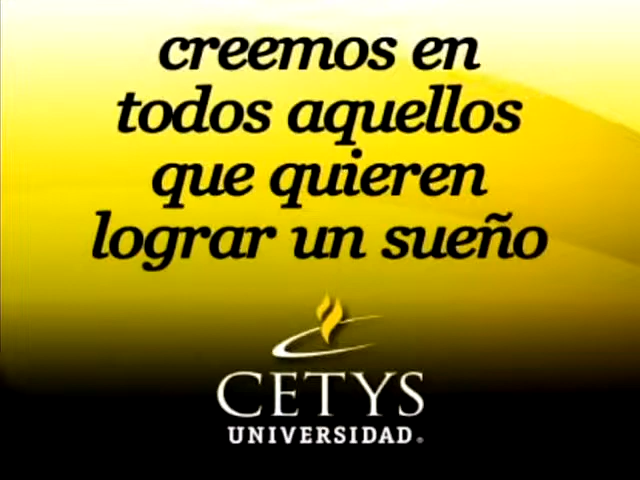 creemos en
todos aquellos
que quieren
lograr un sueño
CETYS
UNIVERSIDAD®